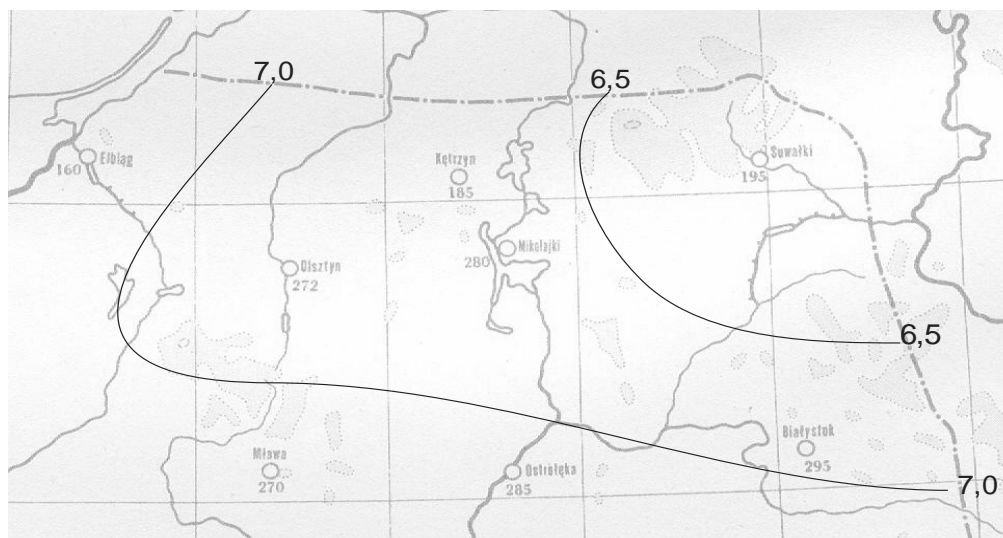 7,0
6,5
Elbląg
160
Kętrzyn
185
Suwałki
195
Mikołajki
280
Olsztyn
272
6,5
Mława
270
Ostrołęka
285
Białystok
295
7,0